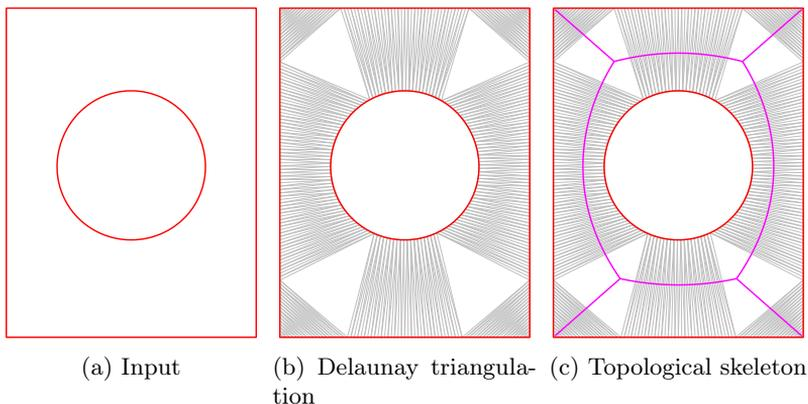 (a) Input
(b) Delaunay triangula-
tion
(c) Topological skeleton